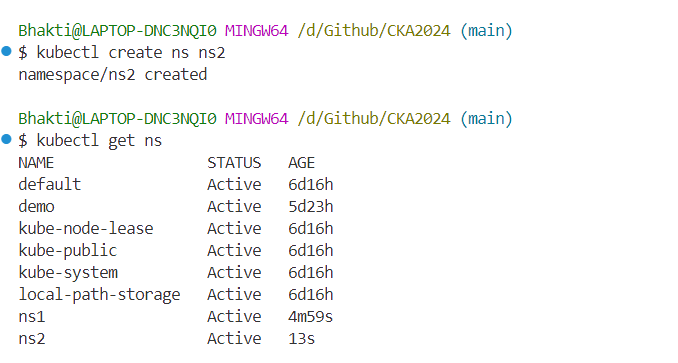 Bhakti@LAPTOP-DNC3NQI0 MINGW64 /d/Github/CKA2024 (main)
$ kubectl create ns ns2
namespace/ns2 created
Bhakti@LAPTOP-DNC3NQI0 MINGW64 /d/Github/CKA2024 (main)
$ kubectl get ns
NAME STATUS AGE
default Active 6d16h
demo Active 5d23h
kube-node-lease Active 6d16h
kube-public Active 6d16h
kube-system Active 6d16h
local-path-storage Active 6d16h
ns1 Active 4m59s
ns2 Active 13s